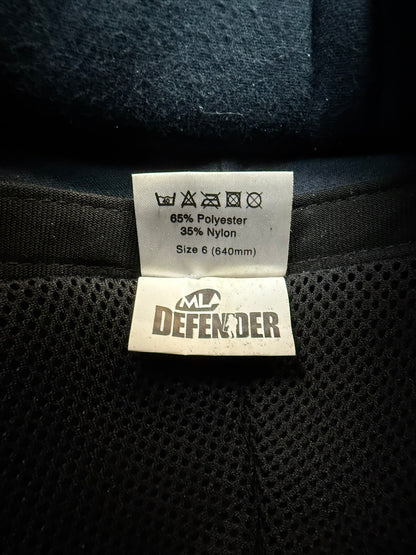 65% Polyester
35% Nylon
Size 6 (640mm)
MLA
DEFENDER